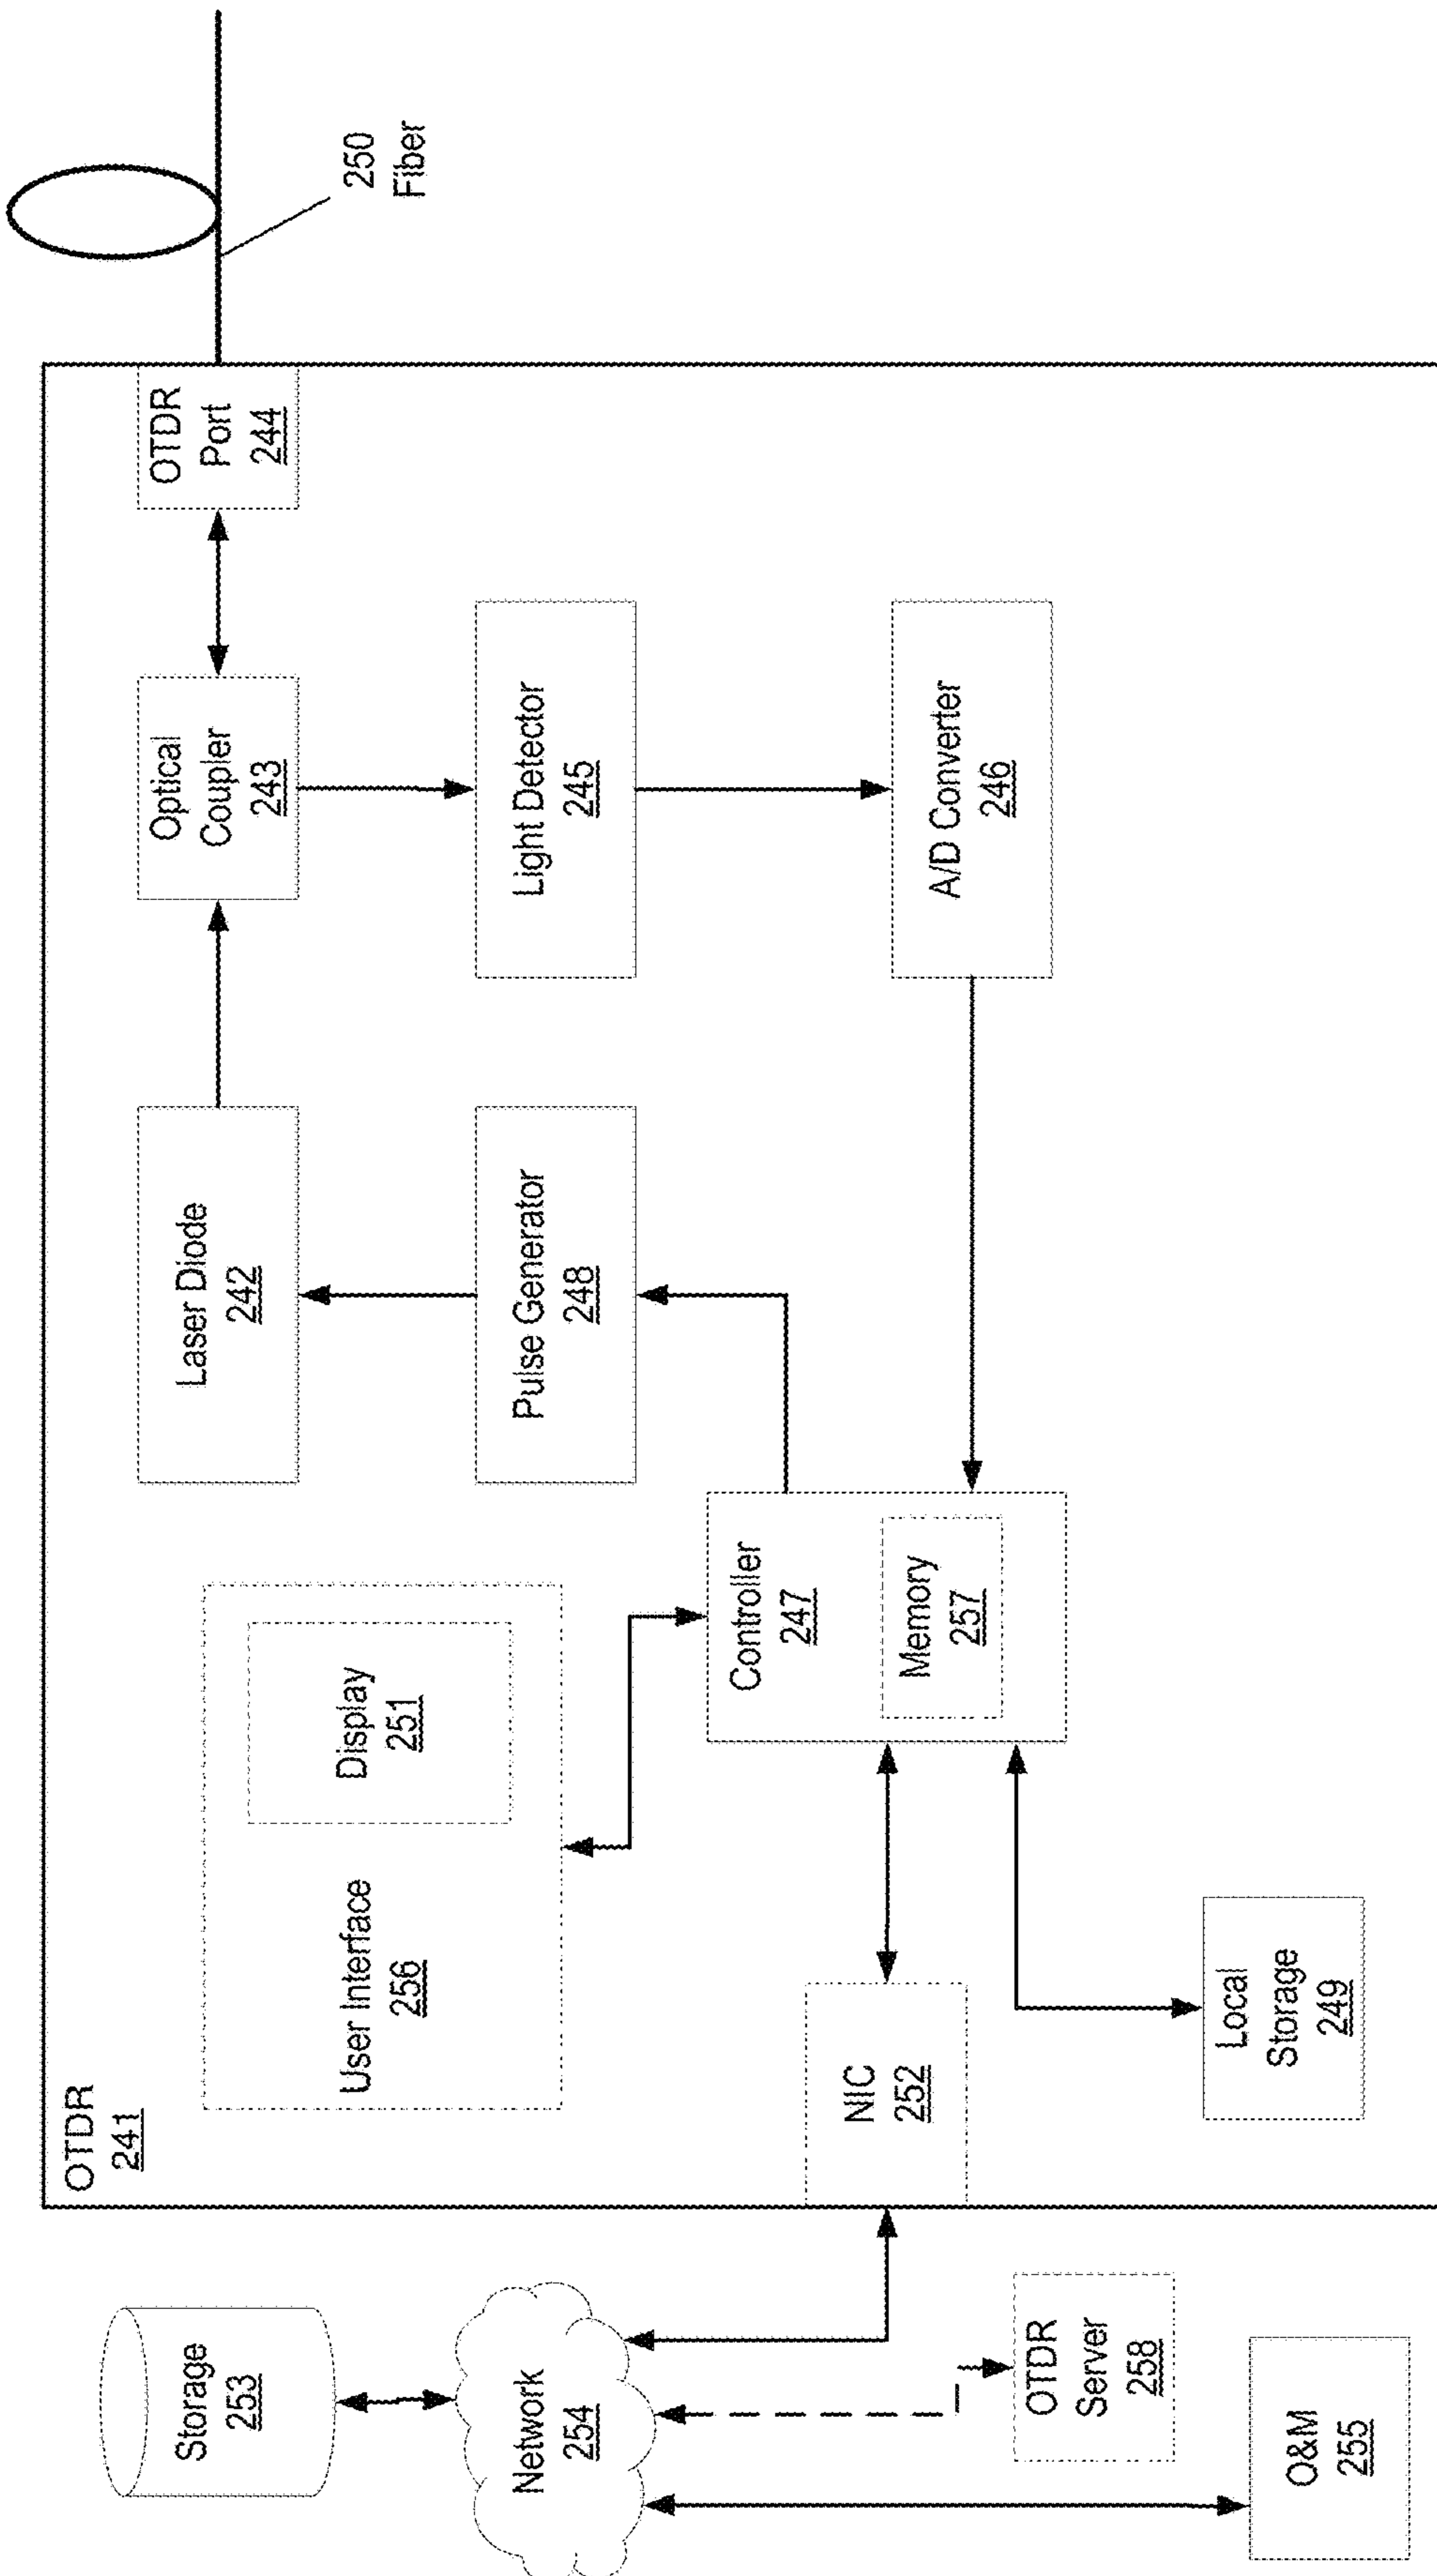 Storage
253
Network
254
OTDR
Server
258
O&M
255
OTDR
241
User Interface
256
Display
251
NIC
252
Local
Storage
249
Controller
247
Memory
257
Laser Diode
242
Pulse Generator
248
Optical
Coupler
243
Light Detector
245
A/D Converter
246
OTDR
Port
244
250
Fiber